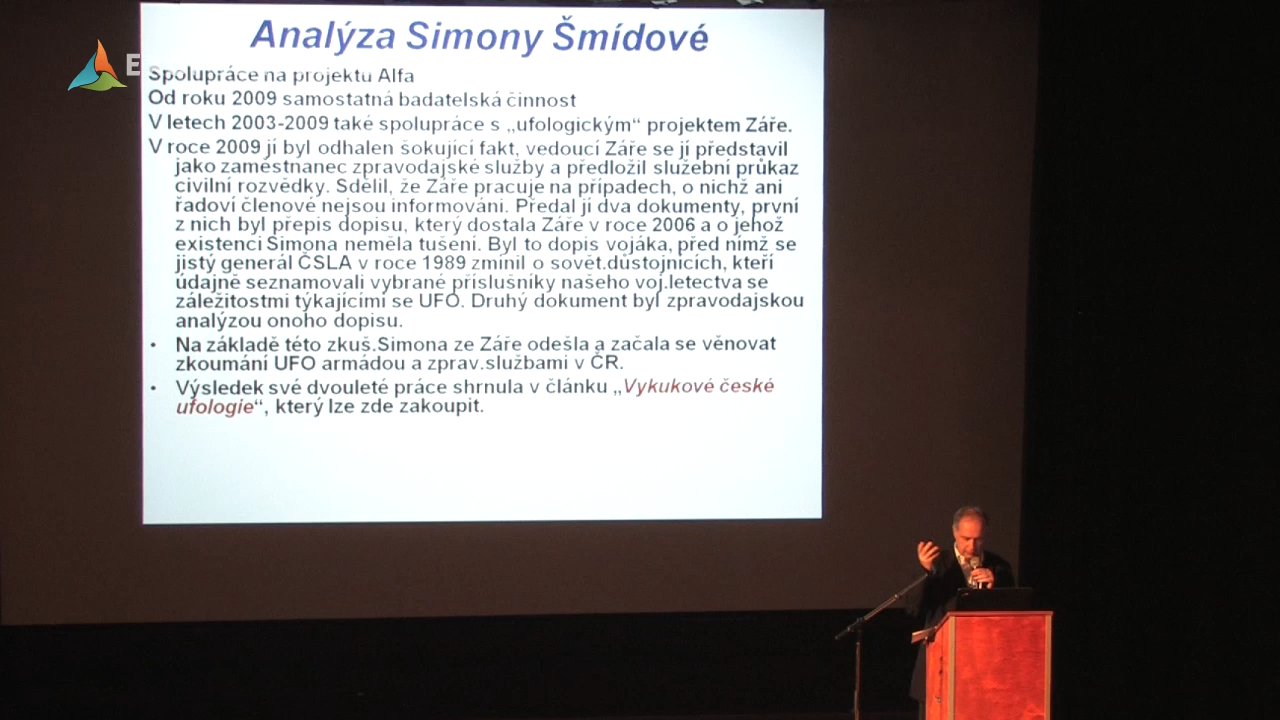 Analýza Simony Šmídové
E
Spolupráce na projektu Alfa
Od roku 2009 samostatná badatelská činnost
V letech 2003-2009 také spolupráce s „ufologickým“ projektem Záře.
V roce 2009 jí byl odhalen šokující fakt, vedoucí Záře se jí představil
jako zaměstnanec zpravodajské služby a předložil služební průkaz
civilní rozvědky. Sdělil, že Záře pracuje na případech, o nichž ani
řadoví členové nejsou informováni. Předal jí dva dokumenty, první
z nich byl přepis dopisu, který dostala Záře v roce 2006 a o jehož
existenci Simona neměla tušení. Byl to dopis vojáka, před nímž se
jistý generál ČSLA v roce 1989 zmínil o sovět.důstojnicích, kteří
údajně seznamovali vybrané příslušníky našeho voj.letectva se
záležitostmi týkajícími se UFO. Druhý dokument byl zpravodajskou
analýzou onoho dopisu.
• Na základě této zkuš.Simona ze Záře odešla a začala se věnovat
zkoumání UFO armádou a zprav.službami v ČR.
• Výsledek své dvouleté práce shrnula v článku „Vykukové české
ufologie“, který lze zde zakoupit.